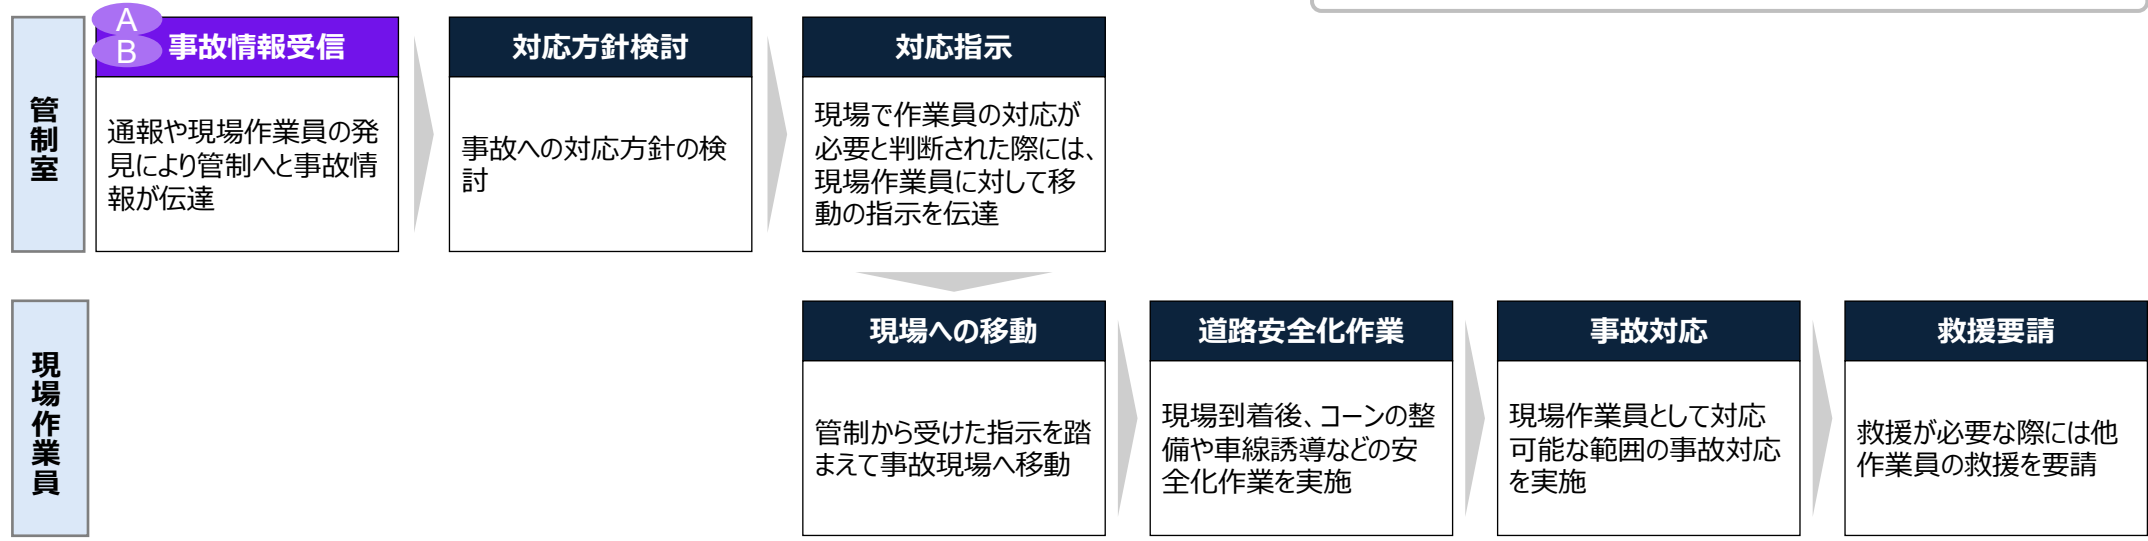 管制室
A
B
事故情報受信
通報や現場作業員の発
見により管制へと事故情
報が伝達
対応方針検討
事故への対応方針の検
討
対応指示
現場で作業員の対応が
必要と判断された際には、
現場作業員に対して移
動の指示を伝達
現場作業員
現場への移動
管制から受けた指示を踏
まえて事故現場へ移動
道路安全化作業
現場到着後、コーンの整
備や車線誘導などの安
全化作業を実施
事故対応
現場作業員として対応
可能な範囲の事故対応
を実施
救援要請
救援が必要な際には他
作業員の救援を要請